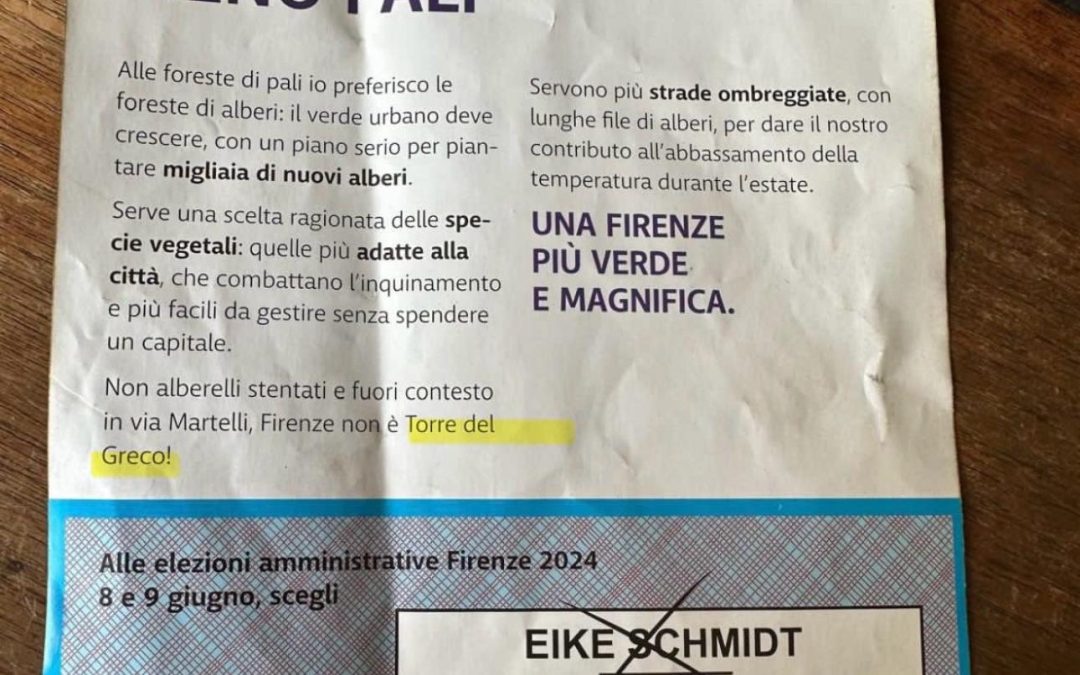 PALI
Alle foreste di pali io preferisco le
foreste di alberi: il verde urbano deve
crescere, con un piano serio per pian-
tare migliaia di nuovi alberi.
Serve una scelta ragionata delle spe-
cie vegetali: quelle più adatte alla
città, che combattano l'inquinamento
e più facili da gestire senza spendere
un capitale.
Non alberelli stentati e fuori contesto
in via Martelli, Firenze non è Torre del
Greco!
Servono più strade ombreggiate, con
lunghe file di alberi, per dare il nostro
contributo all'abbassamento della
temperatura durante l'estate.
UNA FIRENZE
PIÙ VERDE
E MAGNIFICA.
Alle elezioni amministrative Firenze 2024
8 e 9 giugno, scegli
EIKE SCHMIDT